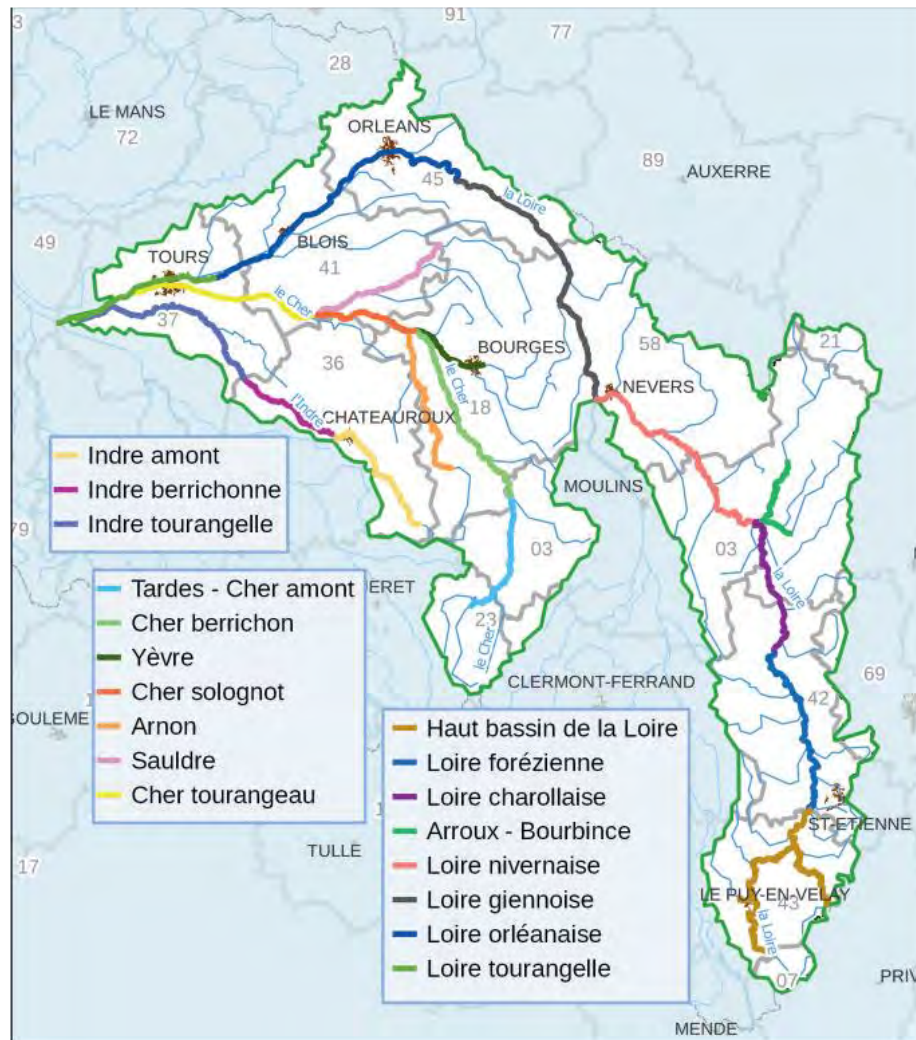 91
3
77
28
LE MANS
72
ORLEANS
89
45
AUXERRE
la Loire
49
BLOIS
TOURS
41
le Cher
37
21
58
BOURGES
36
NEVERS
le Cher
18
l'Indre
CHATEAUROUX
Indre amont
Indre berrichonne
Indre tourangelle
MOULINS
79
03
03
la Loire
ERET
Tardes - Cher amont
Cher berrichon
Yèvre
Cher solognot
Arnon
Sauldre
Cher tourangeau
23
le Cher
CLERMONT-FERRAND
69
42
OULEME
Haut bassin de la Loire
Loire forézienne
Loire charollaise
Arroux - Bourbince
Loire nivernaise
Loire giennoise
Loire orléanaise
Loire tourangelle
ST-ETIENNE
TULLE
17
LE PUY-EN-VELAY
43
la Loire
07
PRIV
MENDE